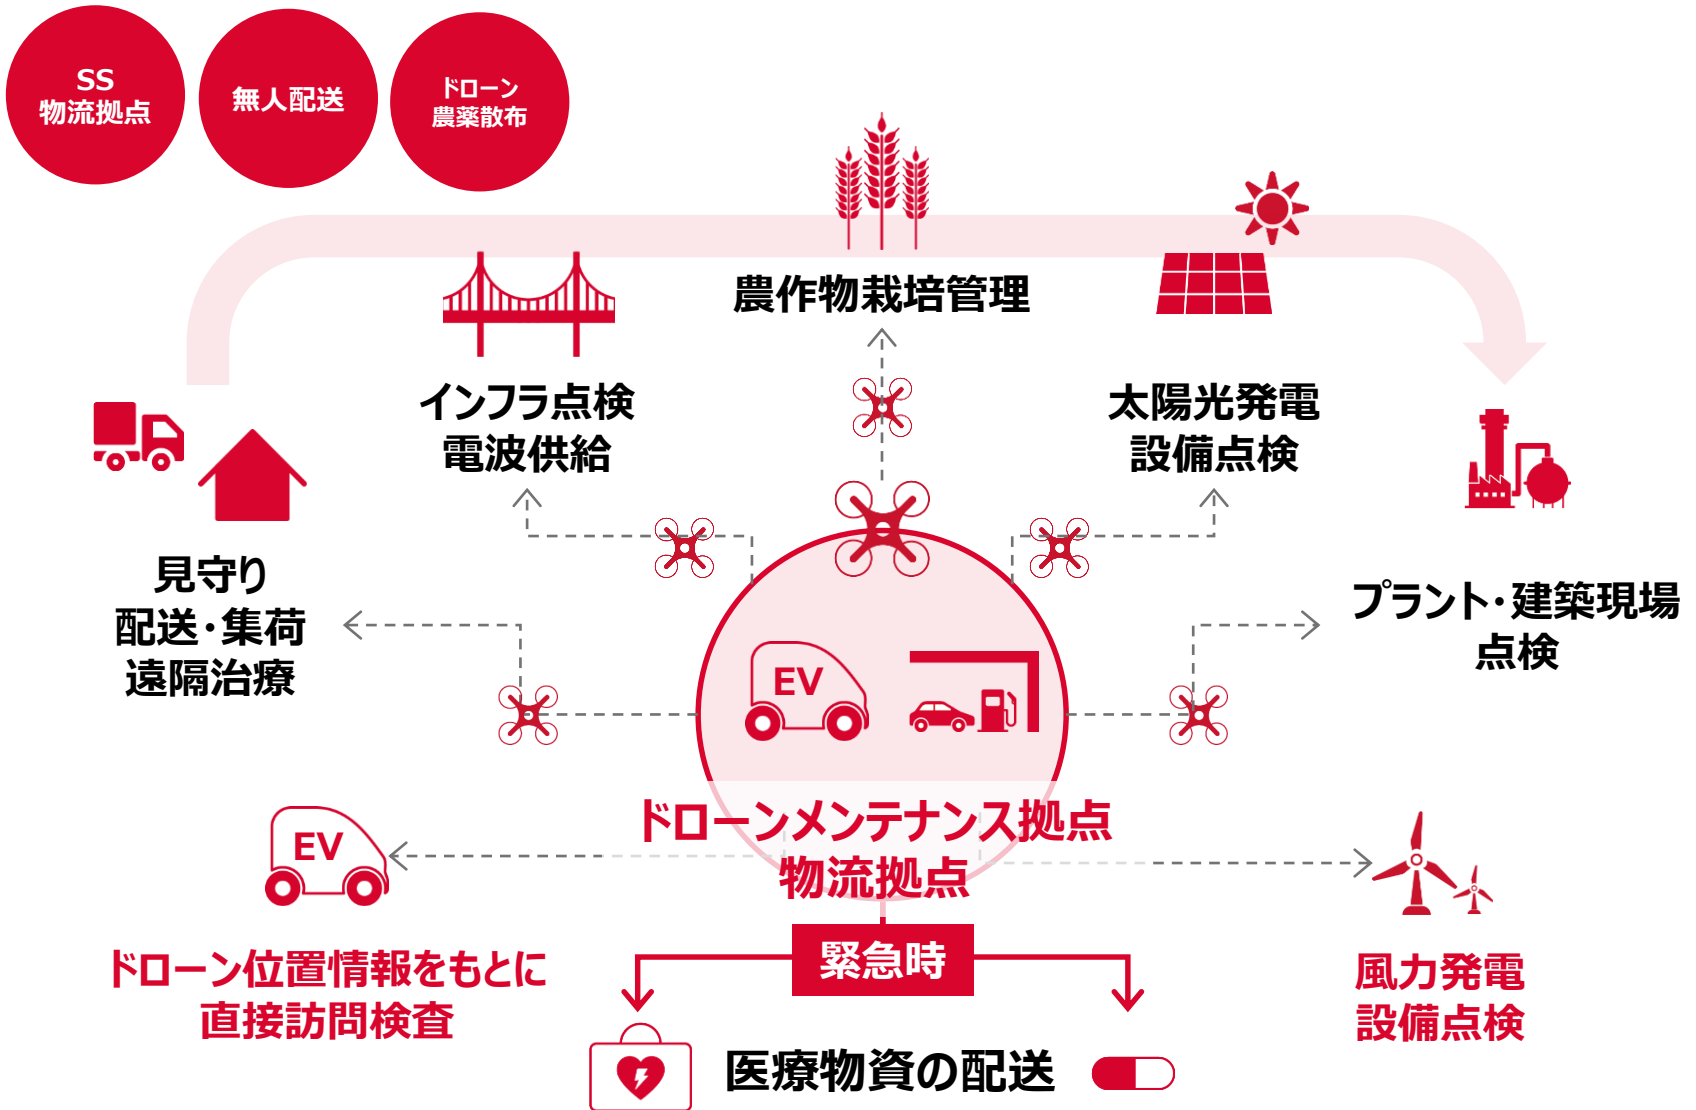 SS
物流拠点
無人配送
ドローン
農薬散布
農作物栽培管理
インフラ点検
電波供給
太陽光発電
設備点検
見守り
配送・集荷
遠隔治療
プラント・建築現場
点検
EV
ドローンメンテナンス拠点
物流拠点
EV
ドローン位置情報をもとに
直接訪問検査
風力発電
設備点検
緊急時
医療物資の配送